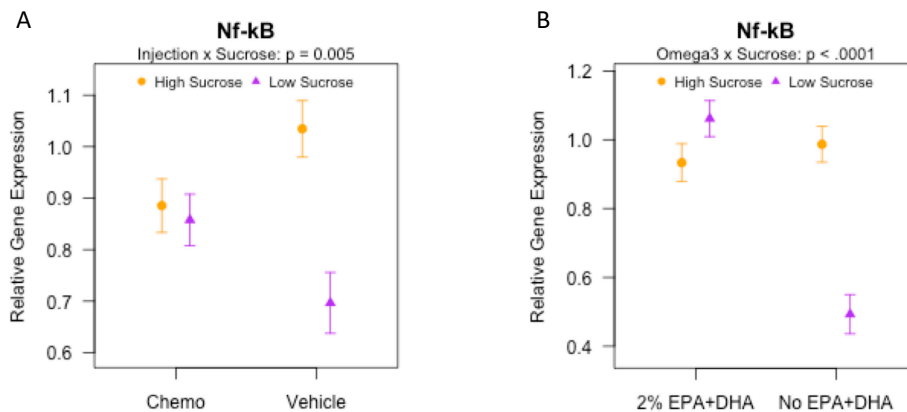 A
Nf-kB
Injection x Sucrose: p = 0.005
High Sucrose Low Sucrose
Relative Gene Expression
1.1
1.0
0.9
0.8
0.7
0.6
Chemo Vehicle
B
Nf-kB
Omega3 x Sucrose: p < .0001
High Sucrose Low Sucrose
Relative Gene Expression
1.2
1.0
0.8
0.6
0.4
2% EPA+DHA No EPA+DHA